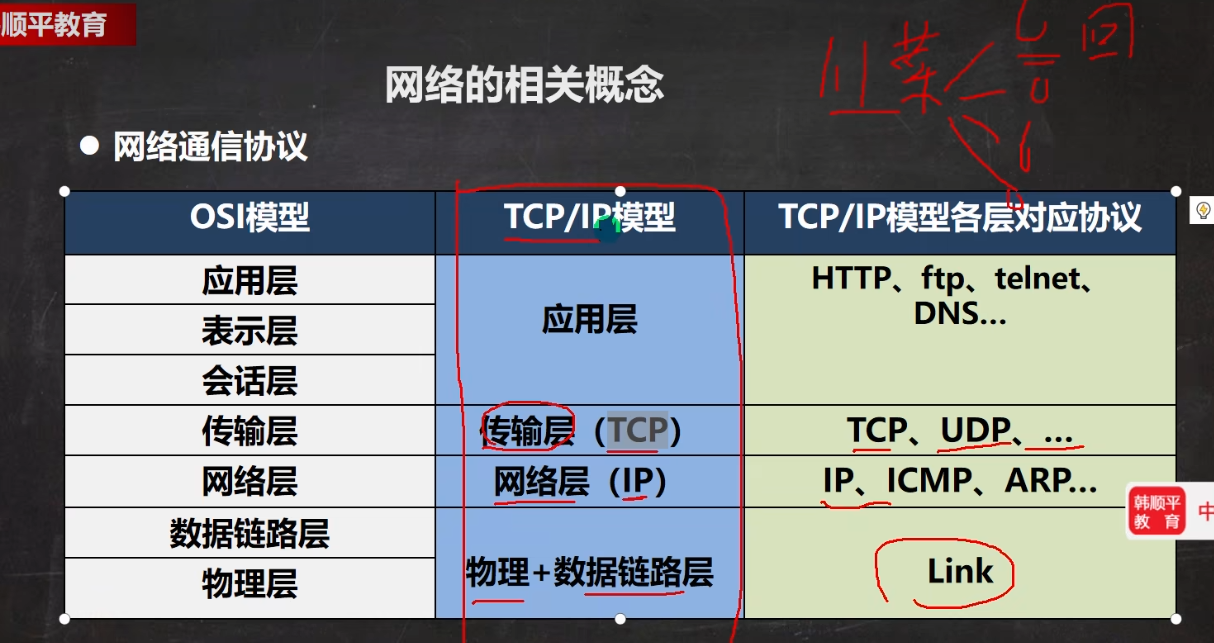 顺平教育
川菜
回
网络的相关概念
网络通信协议
OSI模型
TCP/IP模型
TCP/IP模型各层对应协议
应用层
表示层
会话层
应用层
HTTP、ftp、telnet、
DNS...
传输层
传输层（TCP）
TCP、UDP、...
网络层
网络层（IP）
IP、ICMP、ARP...
数据链路层
物理层
物理+数据链路层
Link
韩顺平
教育
中